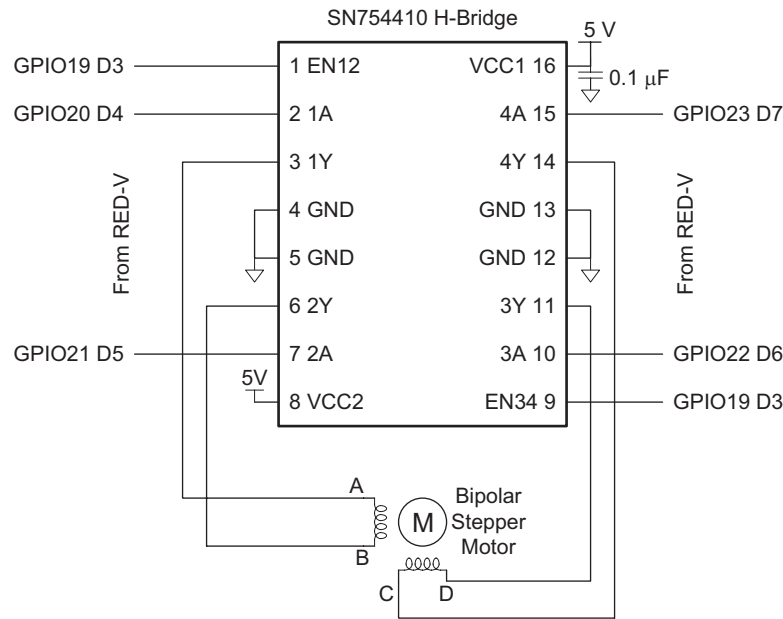 SN754410 H-Bridge
5 V
GPIO19 D3
1 EN12
VCC1 16
0.1 μF
GPIO20 D4
2 1A
4A 15
GPIO23 D7
3 1Y
4Y 14
From RED-V
4 GND
GND 13
From RED-V
5 GND
GND 12
6 2Y
3Y 11
GPIO21 D5
7 2A
3A 10
GPIO22 D6
5V
8 VCC2
EN34 9
GPIO19 D3
A
B
M
Bipolar
Stepper
Motor
C
D